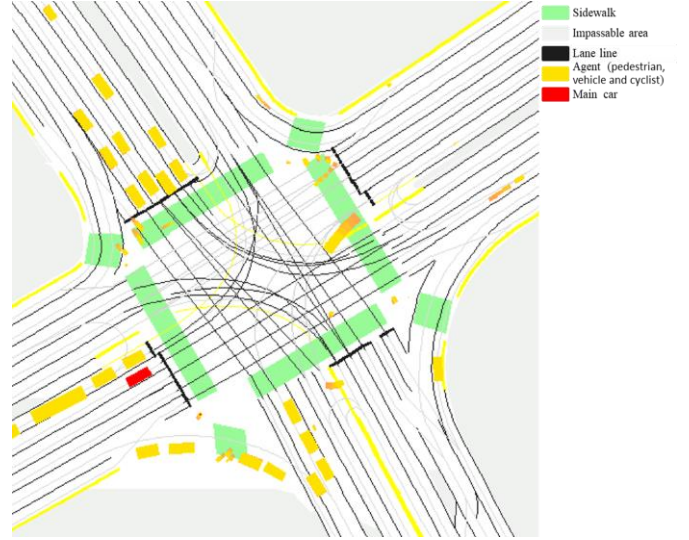 Sidewalk
Impassable area
Lane line
Agent (pedestrian,
vehicle and cyclist)
Main car